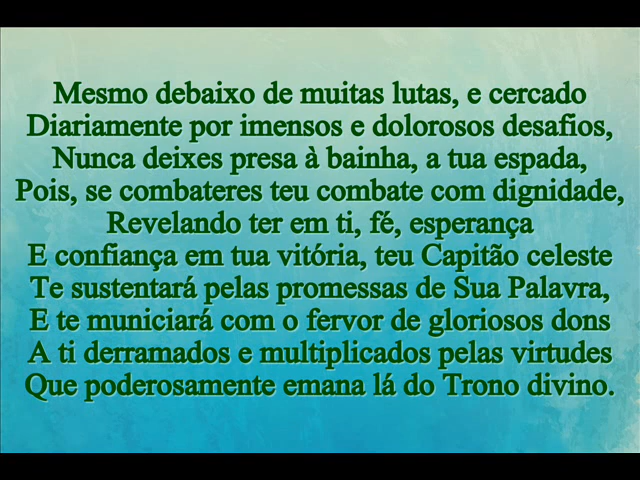 Mesmo debaixo de muitas lutas, e cercado
Diariamente por imensos e dolorosos desafios,
Nunca deixes presa à bainha, a tua espada,
Pois, se combateres teu combate com dignidade,
Revelando ter em ti, fé, esperança
E confiança em tua vitória, teu Capitão celeste
Te sustentará pelas promessas de Sua Palavra,
E te municiará com o fervor de gloriosos dons
A ti derramados e multiplicados pelas virtudes
Que poderosamente emana lá do Trono divino.